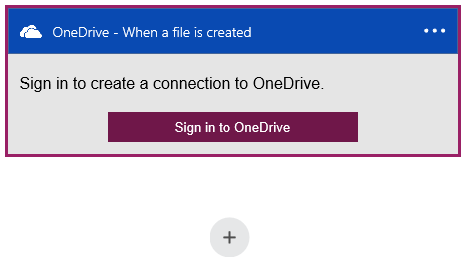 OneDrive - When a file is created
Sign in to create a connection to OneDrive.
Sign in to OneDrive